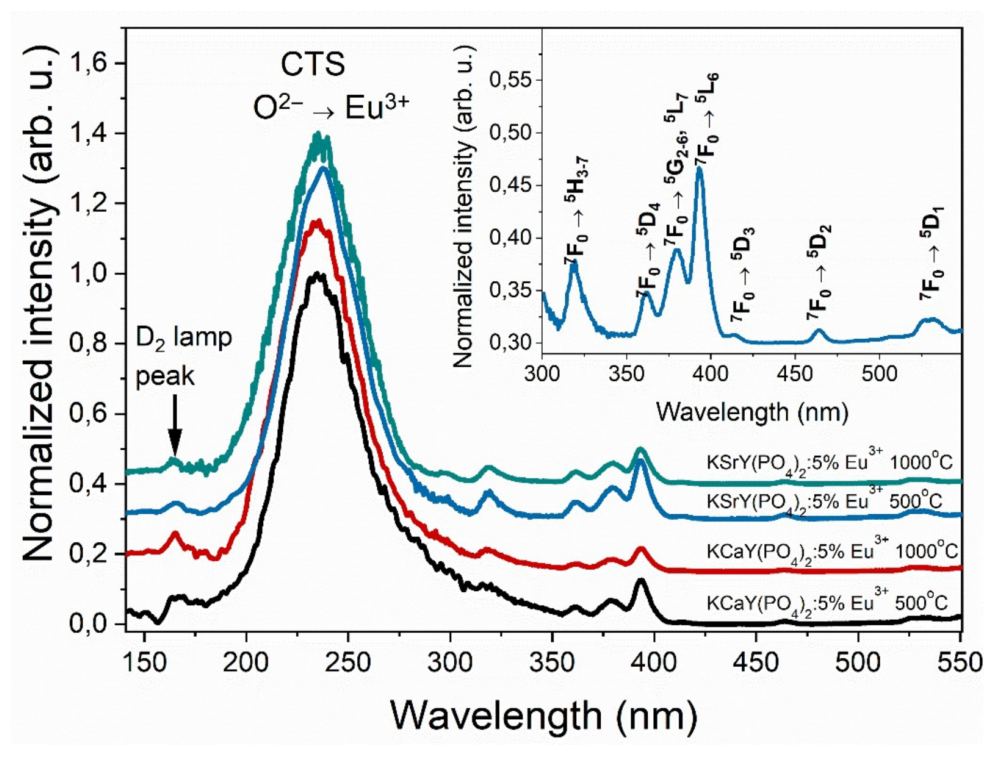 Normalized intensity (arb. u.)
1,6
1,4
1,2
1,0
0,8
0,6
0,4
0,2
0,0
CTS
O²⁻ → Eu³⁺
D₂ lamp
peak
Normalized intensity (arb. u.)
0,55
0,50
0,45
0,40
0,35
0,30
⁷F₀ → ⁵H₃₋₇
⁷F₀ → ⁵D₄
⁷F₀ → ⁵G₂₋₆, ⁵L₇
⁷F₀ → ⁵L₆
⁷F₀ → ⁵D₃
⁷F₀ → ⁵D₂
⁷F₀ → ⁵D₁
300 350 400 450 500
Wavelength (nm)
KSrY(PO₄)₂:5% Eu³⁺ 1000°C
KSrY(PO₄)₂:5% Eu³⁺ 500°C
KCaY(PO₄)₂:5% Eu³⁺ 1000°C
KCaY(PO₄)₂:5% Eu³⁺ 500°C
150 200 250 300 350 400 450 500 550
Wavelength (nm)